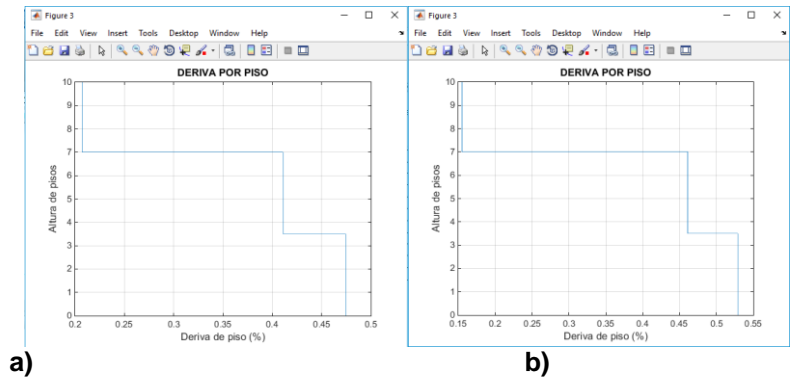 Figure 3
File Edit View Insert Tools Desktop Window Help
DERIVA POR PISO
10
9
8
7
6
5
4
3
2
1
0
Altura de pisos
0.2 0.25 0.3 0.35 0.4 0.45 0.5
Deriva de piso (%)
a)
Figure 3
File Edit View Insert Tools Desktop Window Help
DERIVA POR PISO
10
9
8
7
6
5
4
3
2
1
0
Altura de pisos
0.15 0.2 0.25 0.3 0.35 0.4 0.45 0.5 0.55
Deriva de piso (%)
b)